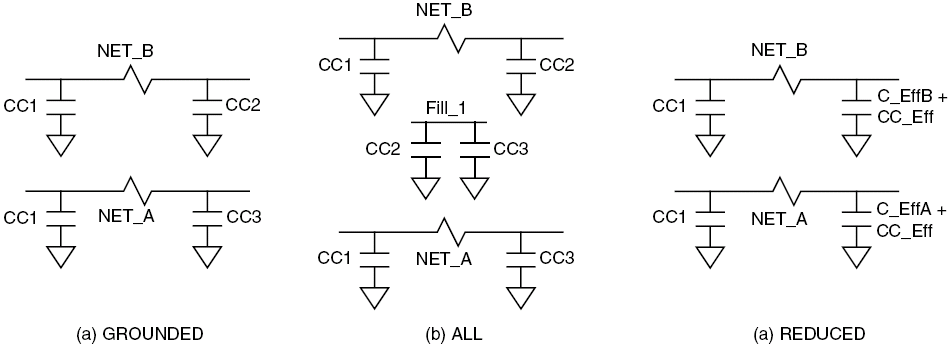 NET_B
CC1
CC2
NET_A
CC1
CC3
(a) GROUNDED
NET_B
CC1
CC2
Fill_1
CC2
CC3
CC1
NET_A
CC3
(b) ALL
NET_B
CC1
C_EffB +
CC_Eff
CC1
NET_A
C_EffA +
CC_Eff
(a) REDUCED